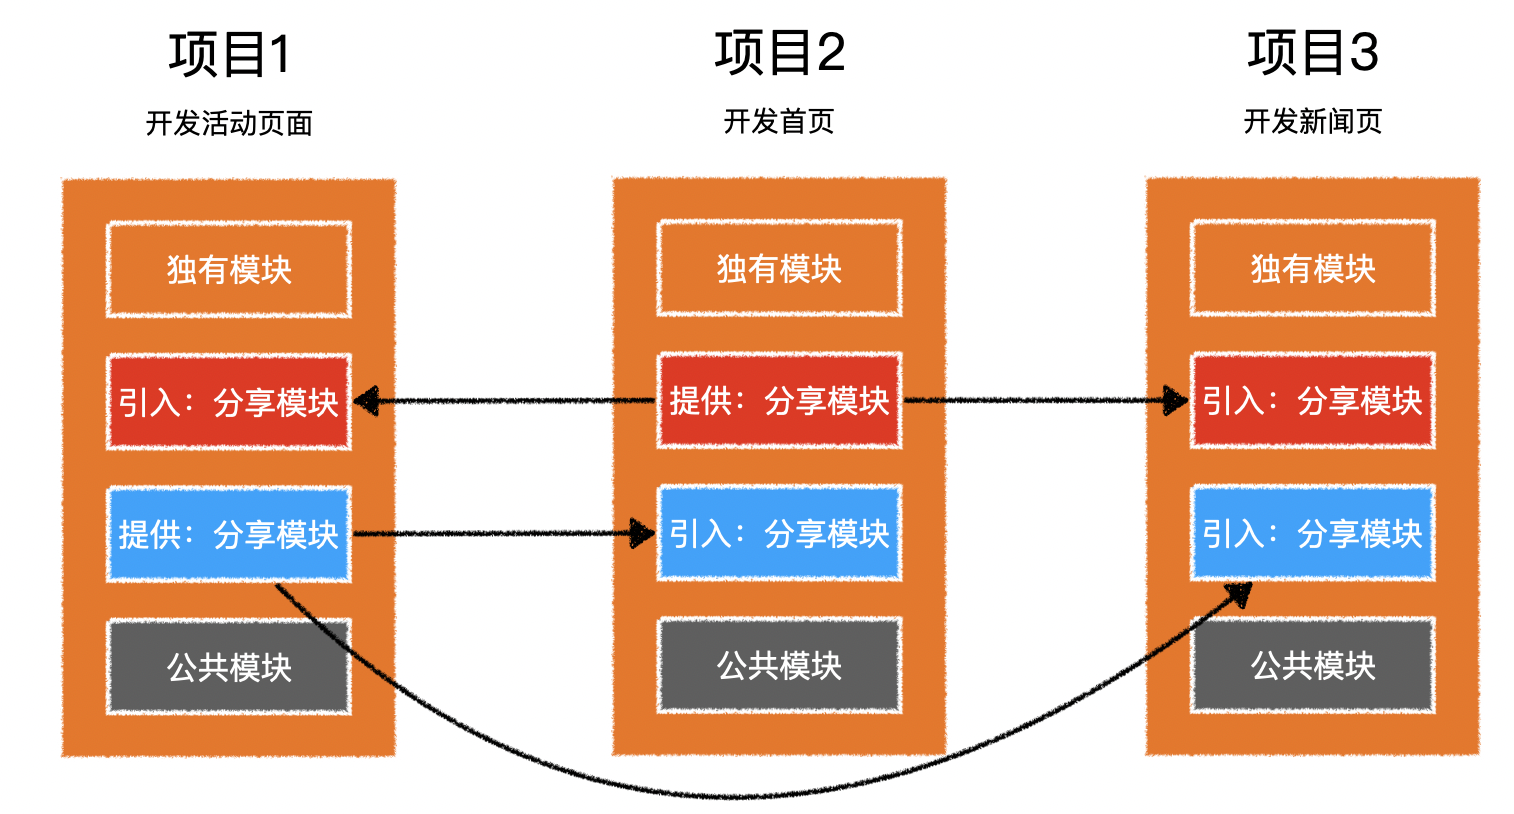 项目1
开发活动页面
独有模块
引入：分享模块
提供：分享模块
公共模块
项目2
开发首页
独有模块
提供：分享模块
引入：分享模块
公共模块
项目3
开发新闻页
独有模块
引入：分享模块
引入：分享模块
公共模块